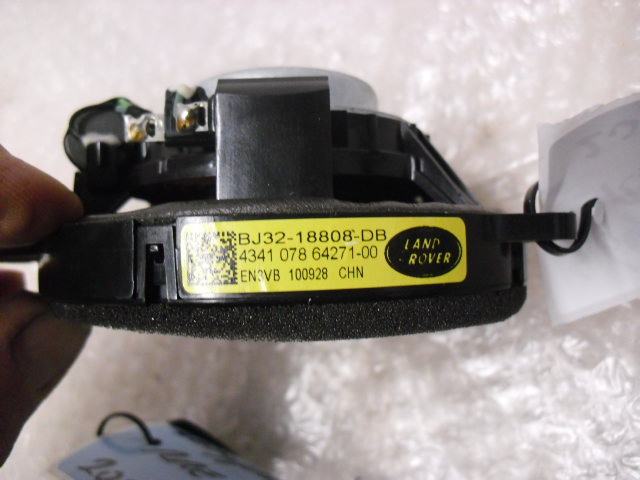 BJ32-18808-DB
4341 078 64271-00
EN3VB 100928 CHN
LAND
ROVER